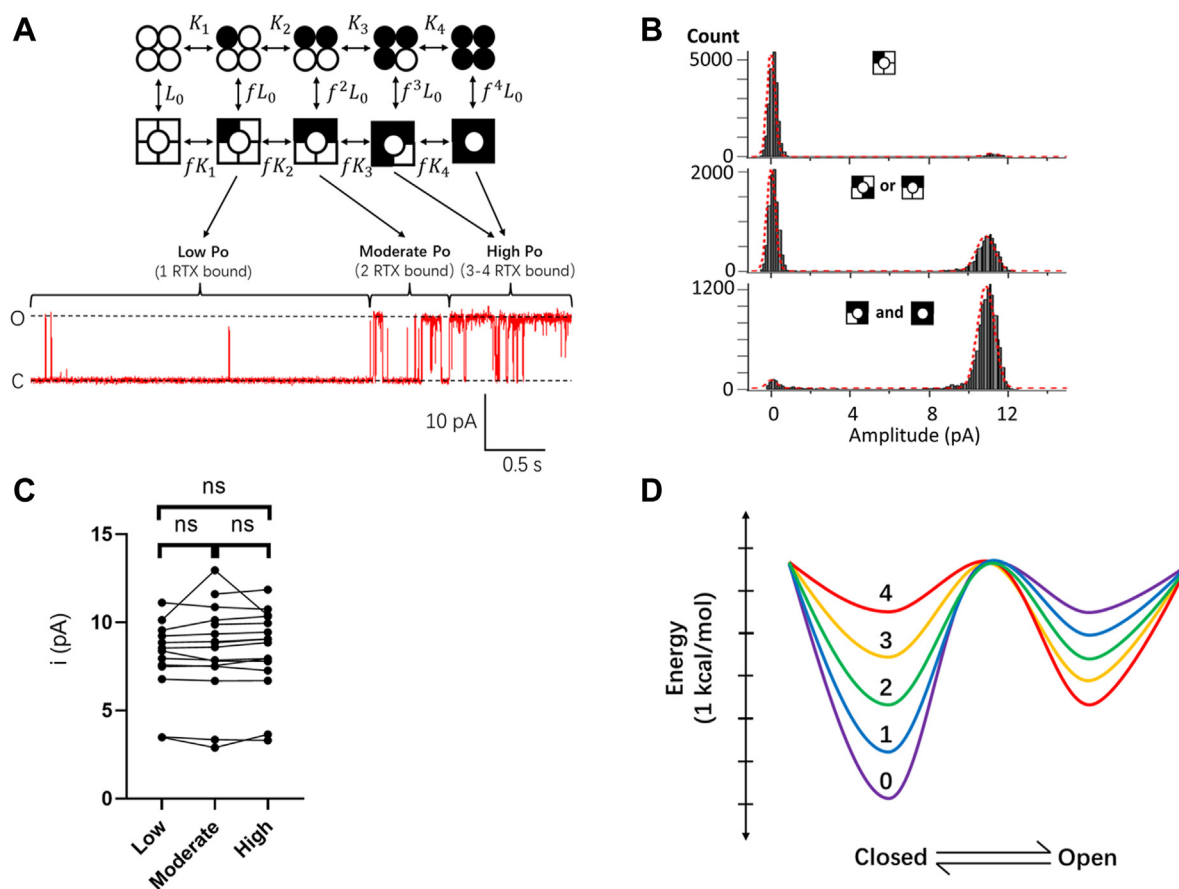 A
K₁ K₂ K₃ K₄
L₀ fL₀ f²L₀ f³L₀ f⁴L₀
fK₁ fK₂ fK₃ fK₄
Low Po Moderate Po High Po
(1 RTX bound) (2 RTX bound) (3-4 RTX bound)
O
C
10 pA
0.5 s
B
Count
5000
0
2000
or
0
1200
and
0
0 4 8 12
Amplitude (pA)
C
ns
ns ns
15
10
5
0
i (pA)
Low
Moderate
High
D
Energy
(1 kcal/mol)
4
3
2
1
0
Closed Open